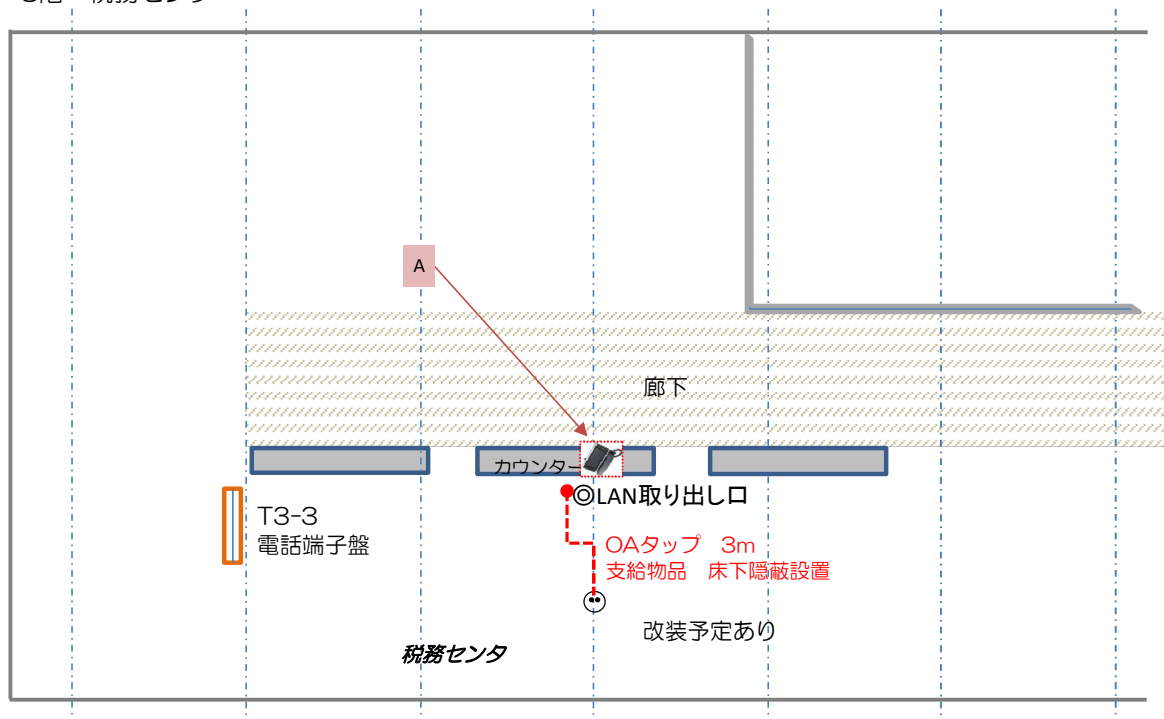 A
廊下
カウンター
◎LAN取り出し口
T3-3
電話端子盤
OAタップ　3m
支給物品　床下隠蔽設置
改装予定あり
税務センタ